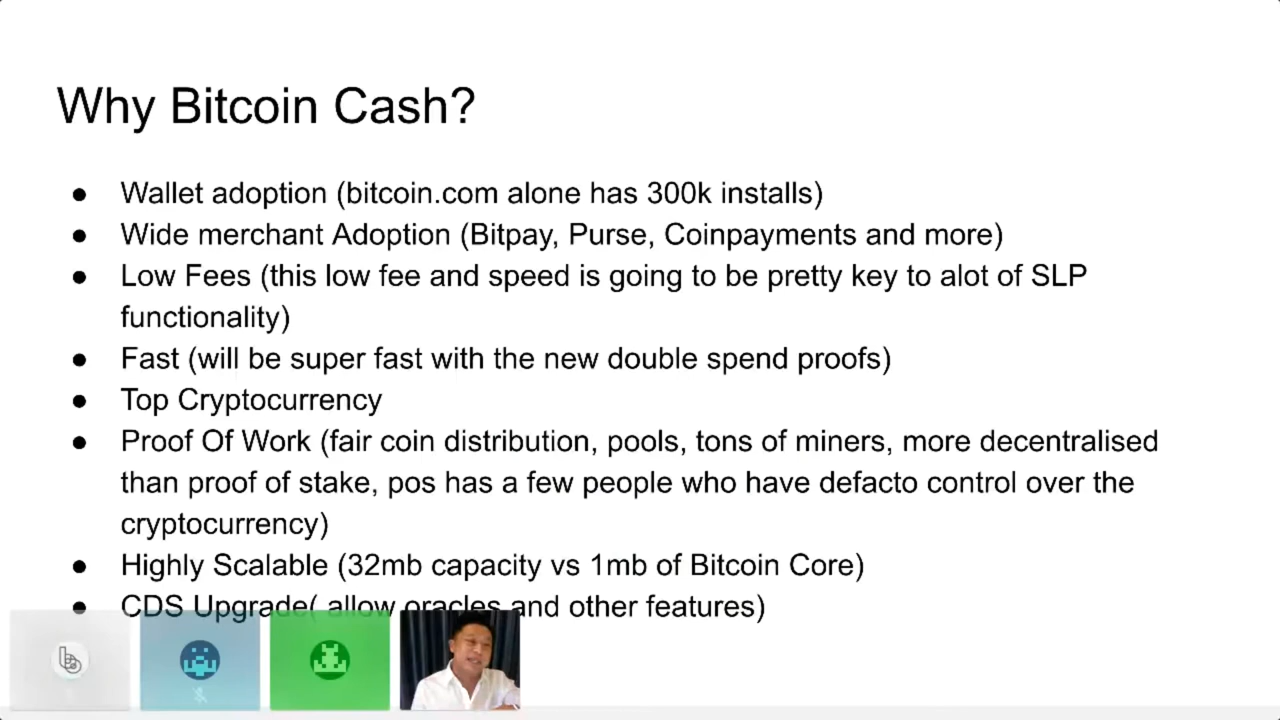 Why Bitcoin Cash?
● Wallet adoption (bitcoin.com alone has 300k installs)
● Wide merchant Adoption (Bitpay, Purse, Coinpayments and more)
● Low Fees (this low fee and speed is going to be pretty key to alot of SLP
functionality)
● Fast (will be super fast with the new double spend proofs)
● Top Cryptocurrency
● Proof Of Work (fair coin distribution, pools, tons of miners, more decentralised
than proof of stake, pos has a few people who have defacto control over the
cryptocurrency)
● Highly Scalable (32mb capacity vs 1mb of Bitcoin Core)
● CDS Upgrade( allow oracles and other features)